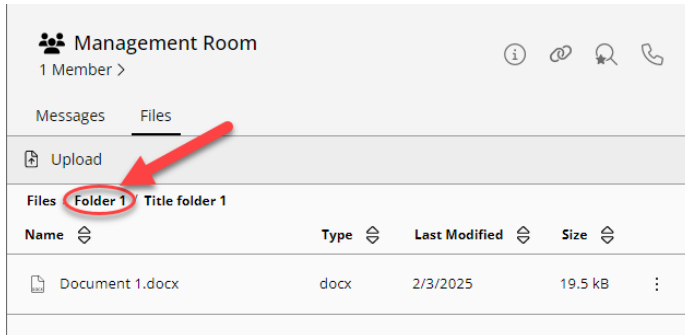 Management Room
1 Member >
Messages Files
Upload
Files / Folder 1 / Title folder 1
Name Type Last Modified Size
Document 1.docx docx 2/3/2025 19.5 kB